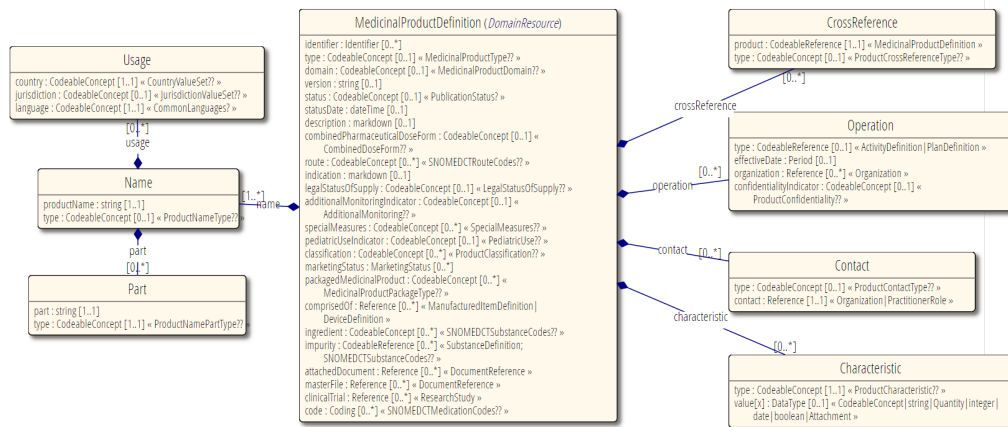 Usage
country : CodeableConcept [1..1] « CountryValueSet?? »
jurisdiction : CodeableConcept [0..1] « JurisdictionValueSet?? »
language : CodeableConcept [1..1] « CommonLanguages? »
[0..*]
usage
Name
productName : string [1..1]
type : CodeableConcept [0..1] « ProductNameType?? »
[1..*]
name
part
[0..*]
Part
part : string [1..1]
type : CodeableConcept [1..1] « ProductNamePartType?? »
MedicinalProductDefinition (DomainResource)
identifier : Identifier [0..*]
type : CodeableConcept [0..1] « MedicinalProductType?? »
domain : CodeableConcept [0..1] « MedicinalProductDomain?? »
version : string [0..1]
status : CodeableConcept [0..1] « PublicationStatus? »
statusDate : dateTime [0..1]
description : markdown [0..1]
combinedPharmaceuticalDoseForm : CodeableConcept [0..1] «
CombinedDoseForm?? »
route : CodeableConcept [0..*] « SNOMEDCTRouteCodes?? »
indication : markdown [0..1]
legalStatusOfSupply : CodeableConcept [0..1] « LegalStatusOfSupply?? »
additionalMonitoringIndicator : CodeableConcept [0..1] «
AdditionalMonitoring?? »
specialMeasures : CodeableConcept [0..*] « SpecialMeasures?? »
pediatricUseIndicator : CodeableConcept [0..1] « PediatricUse?? »
classification : CodeableConcept [0..*] « ProductClassification?? »
marketingStatus : MarketingStatus [0..*]
packagedMedicinalProduct : CodeableConcept [0..*] «
MedicinalProductPackageType?? »
comprisedOf : Reference [0..*] « ManufacturedItemDefinition|
DeviceDefinition »
ingredient : CodeableConcept [0..*] « SNOMEDCTSubstanceCodes?? »
impurity : CodeableReference [0..*] « SubstanceDefinition;
SNOMEDCTSubstanceCodes?? »
attachedDocument : Reference [0..*] « DocumentReference »
masterFile : Reference [0..*] « DocumentReference »
clinicalTrial : Reference [0..*] « ResearchStudy »
code : Coding [0..*] « SNOMEDCTMedicationCodes?? »
CrossReference
product : CodeableReference [1..1] « MedicinalProductDefinition »
type : CodeableConcept [0..1] « ProductCrossReferenceType?? »
[0..*]
crossReference
Operation
type : CodeableReference [0..1] « ActivityDefinition|PlanDefinition »
effectiveDate : Period [0..1]
organization : Reference [0..*] « Organization »
confidentialityIndicator : CodeableConcept [0..1] «
ProductConfidentiality?? »
[0..*]
operation
Contact
type : CodeableConcept [0..1] « ProductContactType?? »
contact : Reference [1..1] « Organization|PractitionerRole »
[0..*]
contact
characteristic
[0..*]
Characteristic
type : CodeableConcept [1..1] « ProductCharacteristic?? »
value[x] : DataType [0..1] « CodeableConcept|string|Quantity|integer|
date|boolean|Attachment »